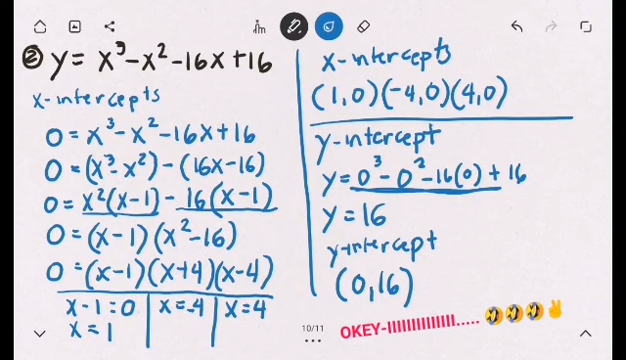 ② y = x³ - x² - 16x + 16
x-intercepts
0 = x³ - x² - 16x + 16
0 = (x³ - x²) - (16x - 16)
0 = x²(x - 1) - 16(x - 1)
0 = (x - 1)(x² - 16)
0 = (x - 1)(x + 4)(x - 4)
x - 1 = 0 | x = -4 | x = 4
x = 1
x-intercepts
(1, 0) (-4, 0) (4, 0)
y-intercept
y = 0³ - 0² - 16(0) + 16
y = 16
y-intercept
(0, 16)
10/11
OKEY-IIIIIIIIIIIIII..... 🤣🤣🤣✌